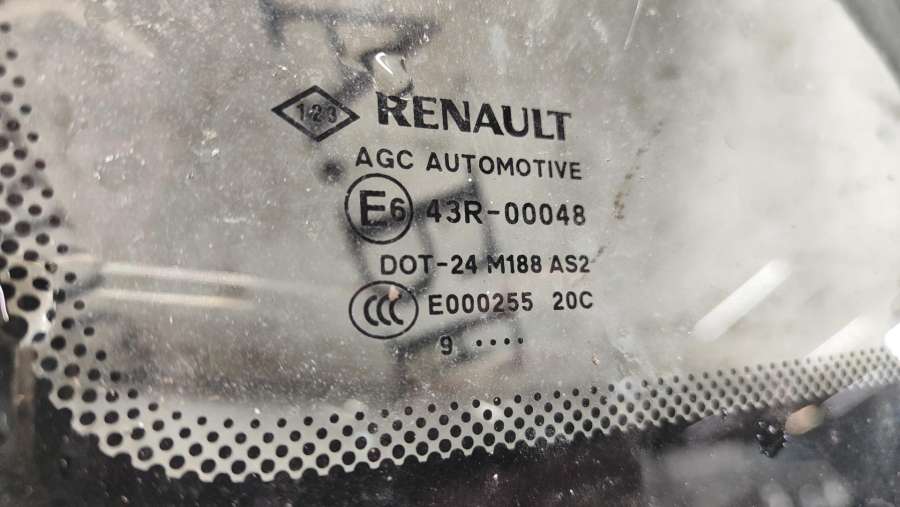 123 RENAULT
AGC AUTOMOTIVE
E6 43R-00048
DOT-24 M188 AS2
CCC E000255 20C
9 ....